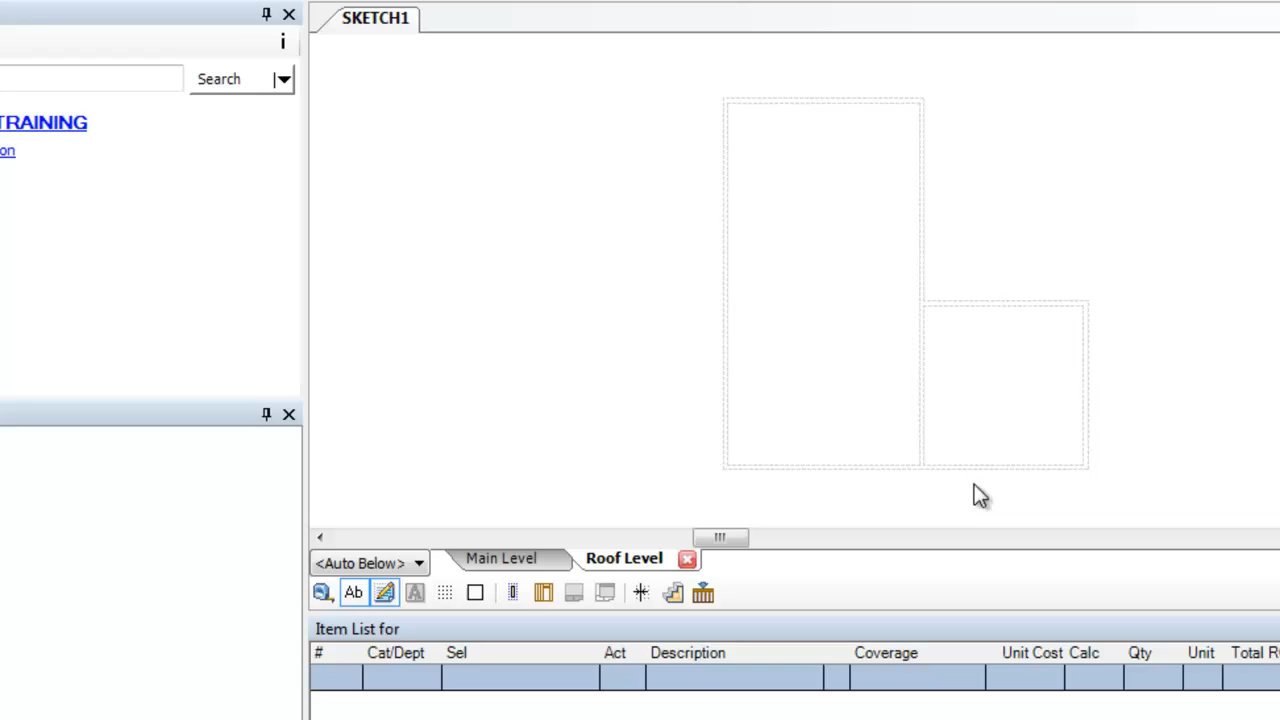 SKETCH1
i
Search
TRAINING
on
<Auto Below>
Main Level
Roof Level
Ab
A
Item List for
# Cat/Dept Sel Act Description Coverage Unit Cost Calc Qty Unit Total R